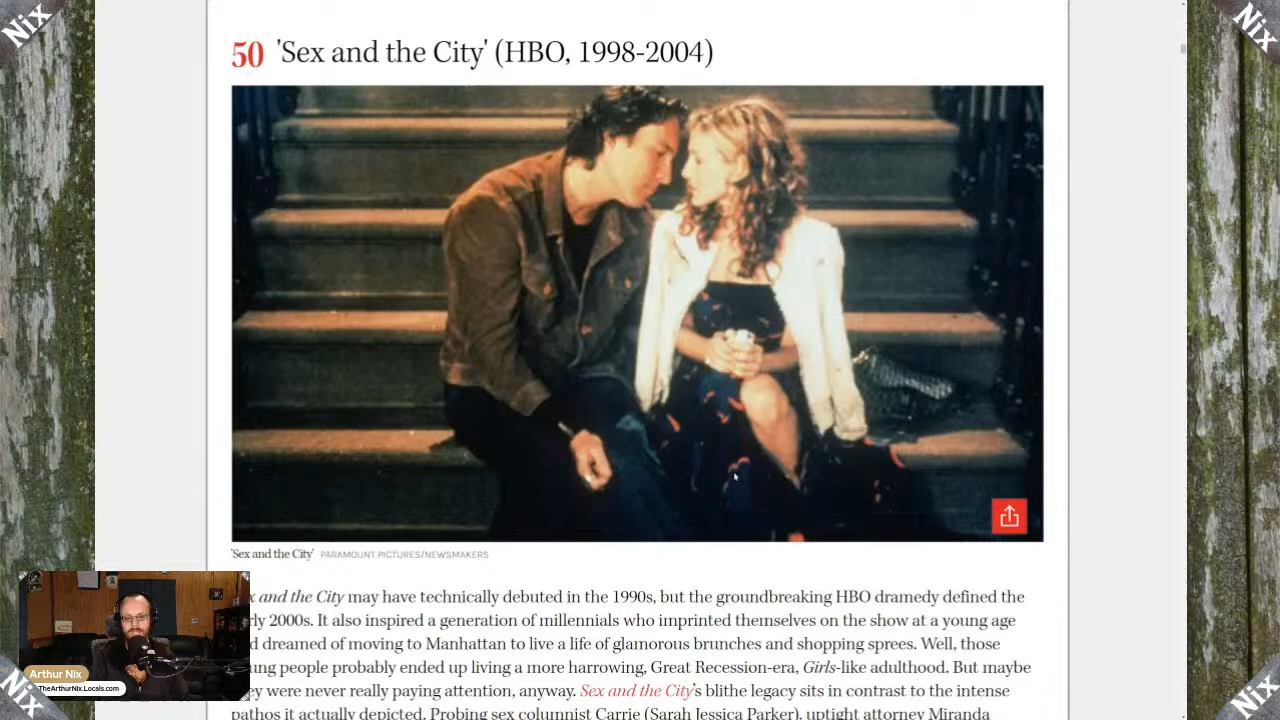 Nix
Nix
50 'Sex and the City' (HBO, 1998-2004)
'Sex and the City' PARAMOUNT PICTURES/NEWSMAKERS
and the City may have technically debuted in the 1990s, but the groundbreaking HBO dramedy defined the
2000s. It also inspired a generation of millennials who imprinted themselves on the show at a young age
dreamed of moving to Manhattan to live a life of glamorous brunches and shopping sprees. Well, those
people probably ended up living a more harrowing, Great Recession-era, Girls-like adulthood. But maybe
were never really paying attention, anyway. Sex and the City's blithe legacy sits in contrast to the intense
pathos it actually depicted. Probing sex columnist Carrie (Sarah Jessica Parker), uptight attorney Miranda
Arthur Nix
TheArthurNix.Locals.com
Nix
Nix